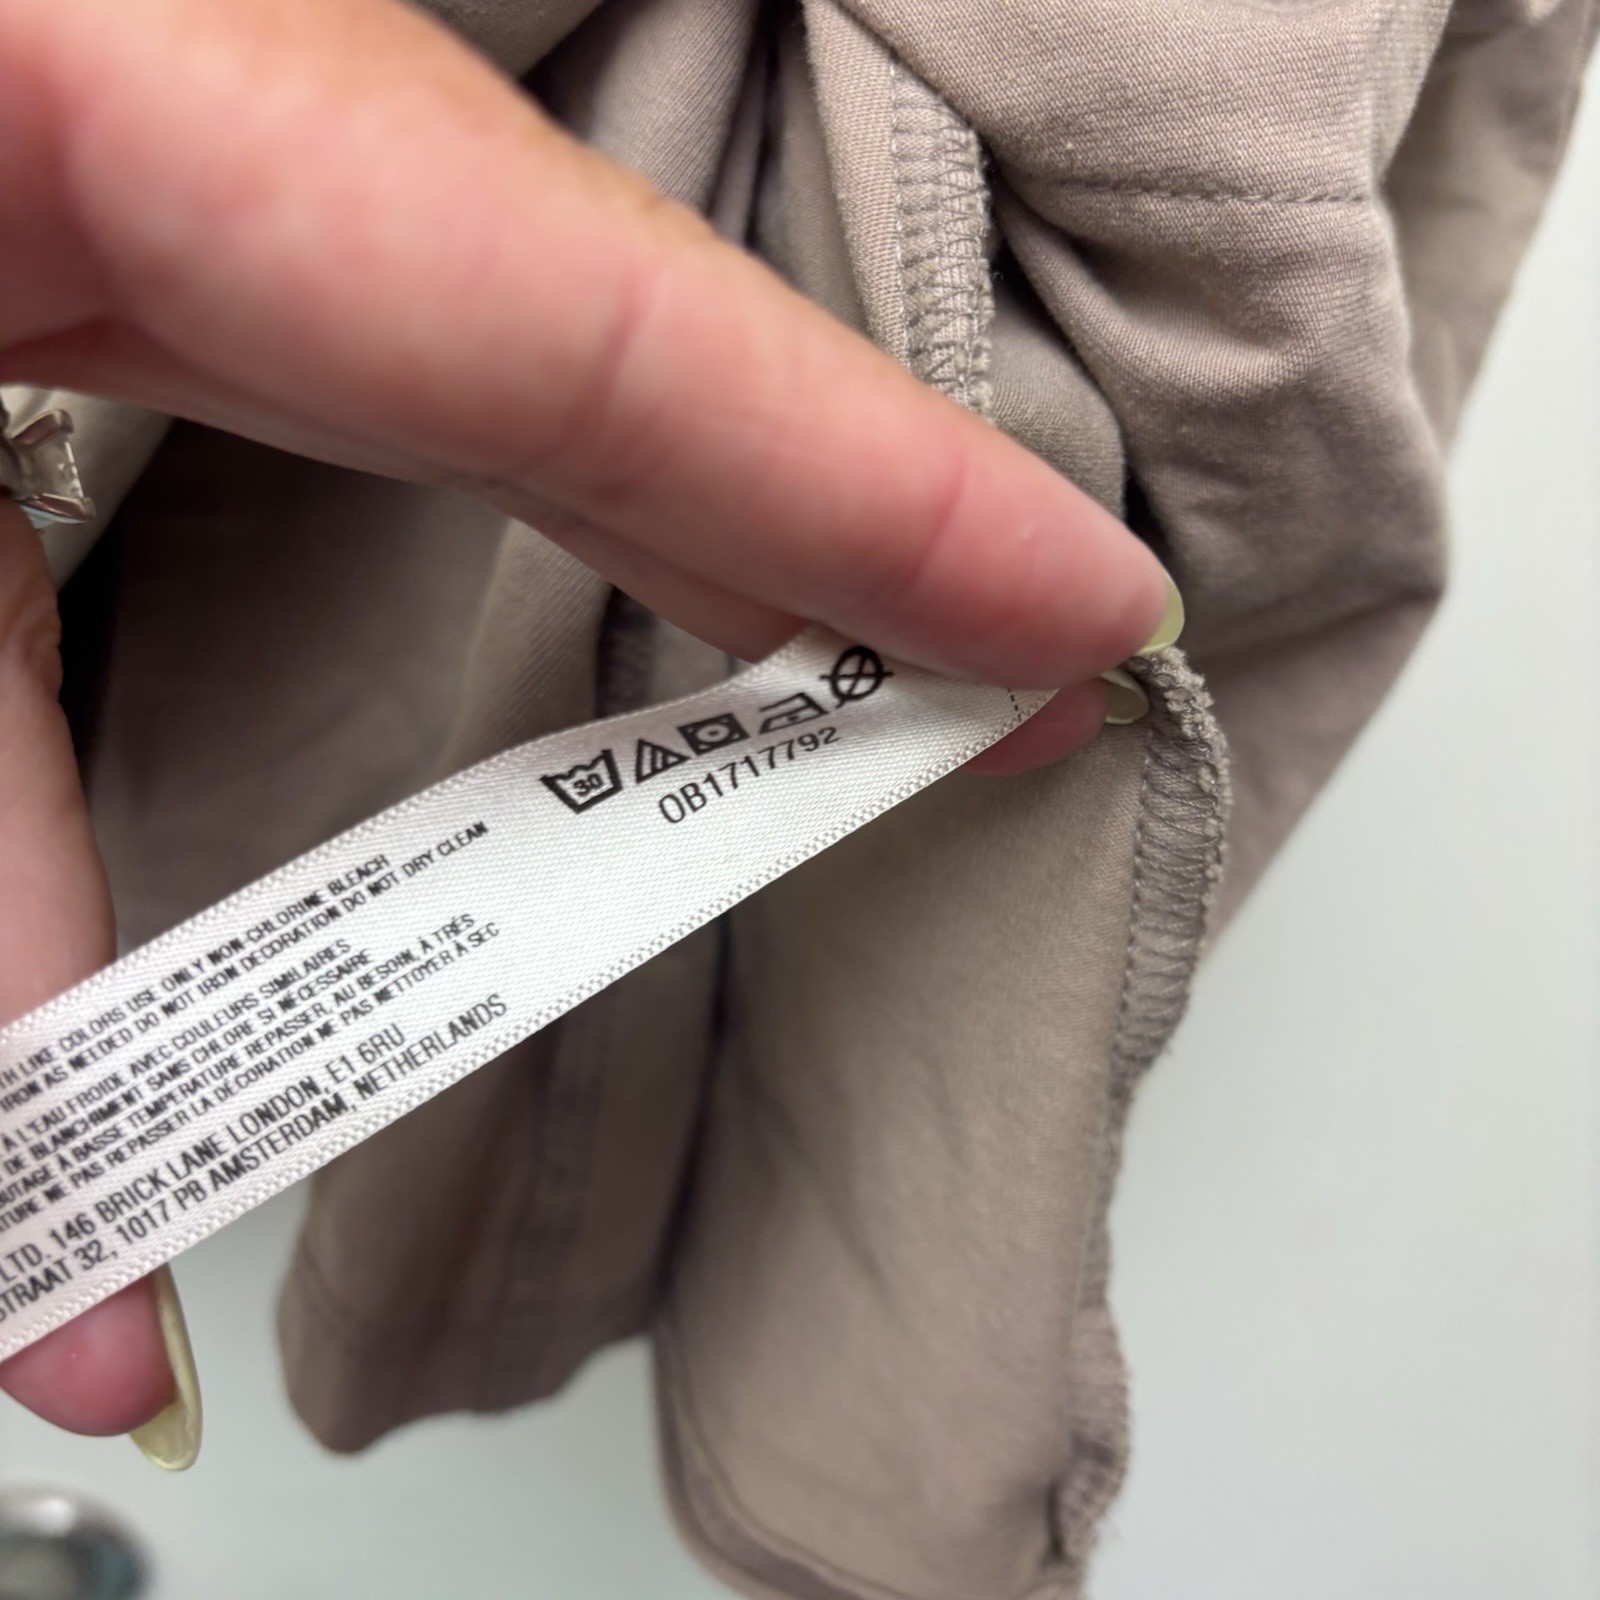 30
OB1717792
LIKE COLORS USE ONLY NON-CHLORINE BLEACH
IRON AS NEEDED DO NOT IRON DECORATION DO NOT DRY CLEAN
À L'EAU FROIDE AVEC COULEURS SIMILAIRES
DE BLANCHIMENT SANS CHLORE SI NÉCESSAIRE
À BASSE TEMPÉRATURE REPASSER, AU BESOIN, À TRÈS
NE PAS REPASSER LA DÉCORATION NE PAS NETTOYER À SEC
LTD. 146 BRICK LANE LONDON, E1 6RU
STRAAT 32, 1017 PB AMSTERDAM, NETHERLANDS